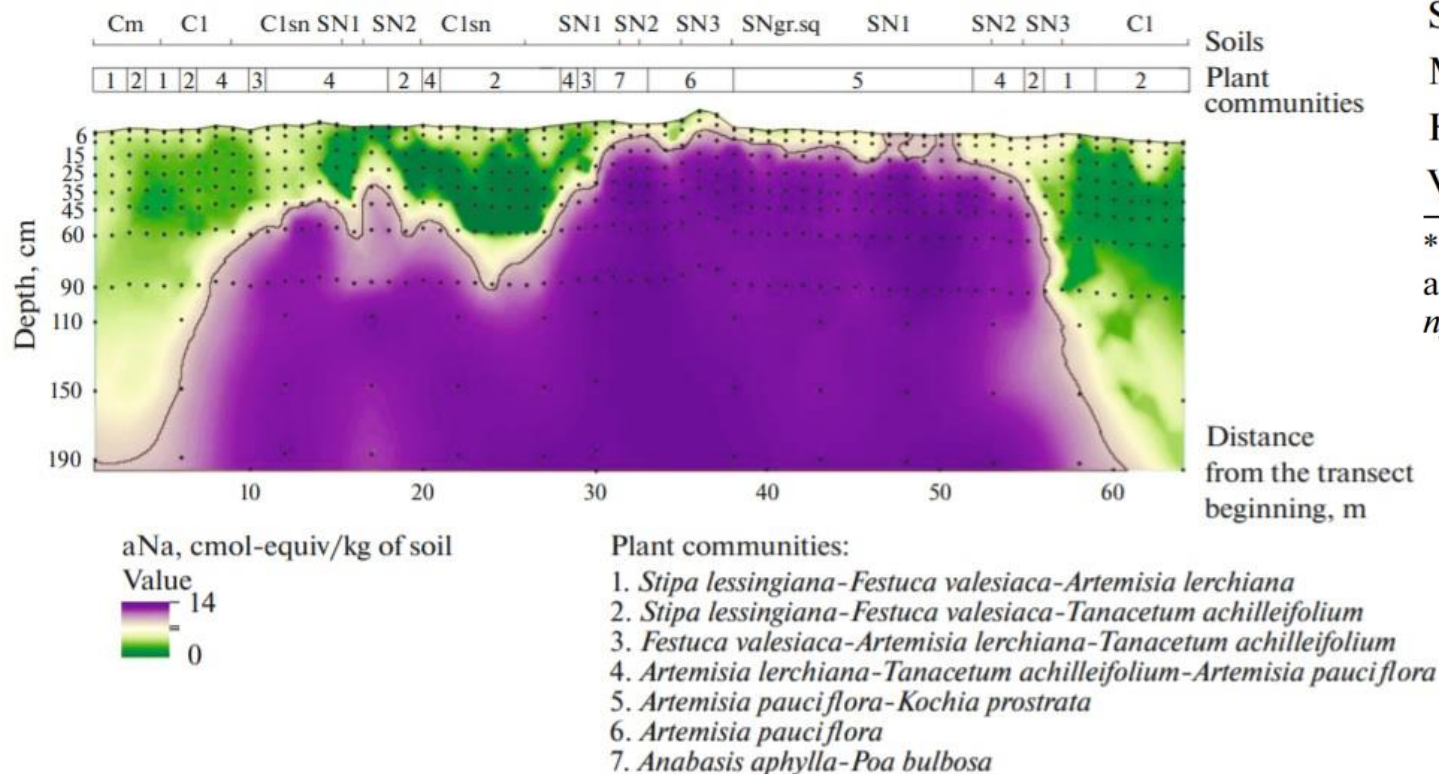 Cm C1 C1sn SN1 SN2 C1sn SN1 SN2 SN3 SNgr.sq SN1 SN2 SN3 C1
Soils
1 2 1 2 4 3 4 2 4 2 4 3 7 6 5 4 2 1 2
Plant
communities
6
15
25
35
45
60
90
110
150
190
Depth, cm
10 20 30 40 50 60
Distance
from the transect
beginning, m
aNa, cmol-equiv/kg of soil
Value
14
0
Plant communities:
1. Stipa lessingiana-Festuca valesiaca-Artemisia lerchiana
2. Stipa lessingiana-Festuca valesiaca-Tanacetum achilleifolium
3. Festuca valesiaca-Artemisia lerchiana-Tanacetum achilleifolium
4. Artemisia lerchiana-Tanacetum achilleifolium-Artemisia pauciflora
5. Artemisia pauciflora-Kochia prostrata
6. Artemisia pauciflora
7. Anabasis aphylla-Poa bulbosa